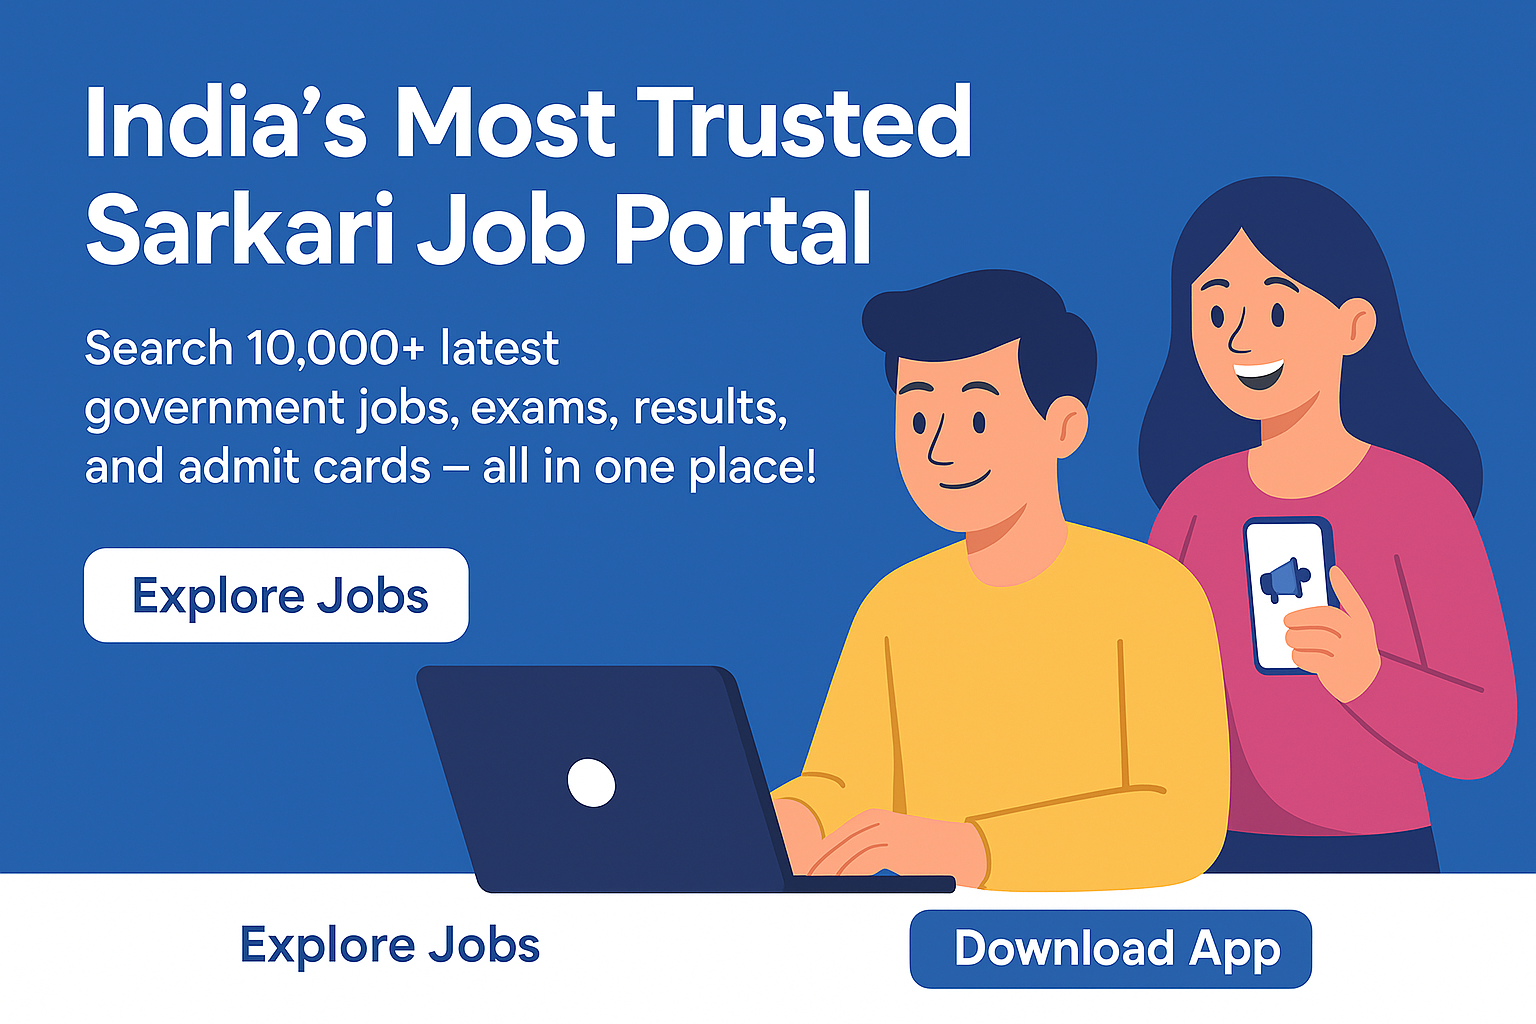 India’s Most Trusted
Sarkari Job Portal
Search 10,000+ latest
government jobs, exams, results,
and admit cards – all in one place!
Explore Jobs
Explore Jobs
Download App